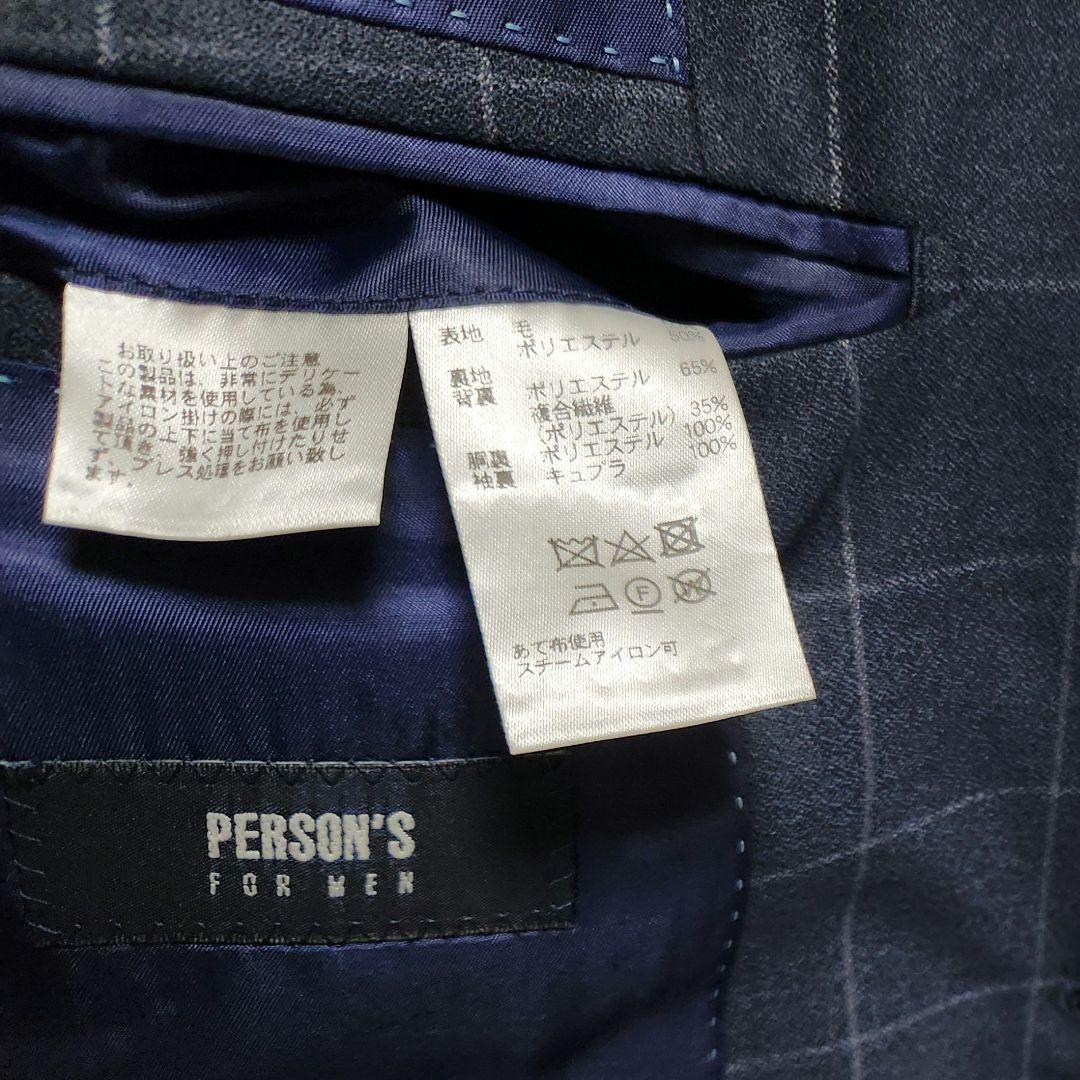 お取り扱い上のご注意
この製品は、非常にデリケー
トな素材を使用している為、
アイロン掛けの際には、必ず
製品の上下に当て布を使用し
て頂き、強く押し付けたりせ
ず、プレス処理をお願い致し
ます。
表地 毛
ポリエステル 50%
裏地
背裏 ポリエステル 65%
複合繊維
(ポリエステル) 35%
胴裏 ポリエステル 100%
袖裏 キュプラ 100%
F
あて布使用
スチームアイロン可
PERSON'S
FOR MEN